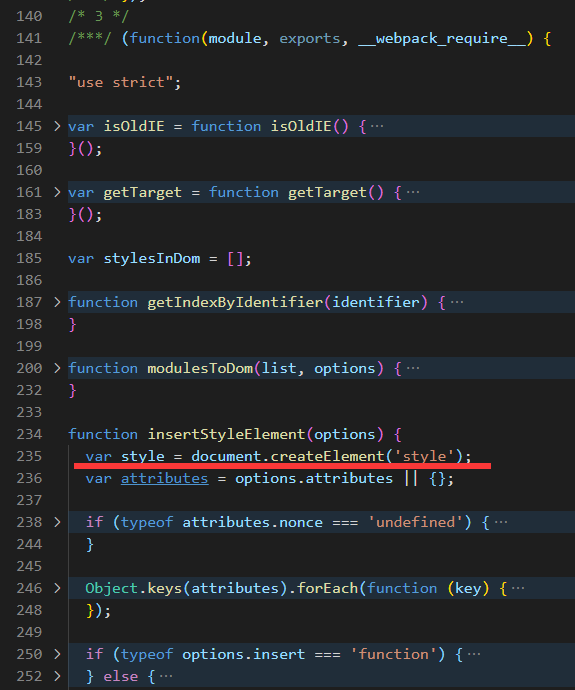 140 /* 3 */
141 /***/ (function(module, exports, __webpack_require__) {
142
143 "use strict";
144
145 > var isOldIE = function isOldIE() {···
159 }();
160
161 > var getTarget = function getTarget() {···
183 }();
184
185 var stylesInDom = [];
186
187 > function getIndexByIdentifier(identifier) {···
198 }
199
200 > function modulesToDom(list, options) {···
232 }
233
234 function insertStyleElement(options) {
235 var style = document.createElement('style');
236 var attributes = options.attributes || {};
237
238 > if (typeof attributes.nonce === 'undefined') {···
244 }
245
246 > Object.keys(attributes).forEach(function (key) {···
248 });
249
250 > if (typeof options.insert === 'function') {···
252 > } else {···